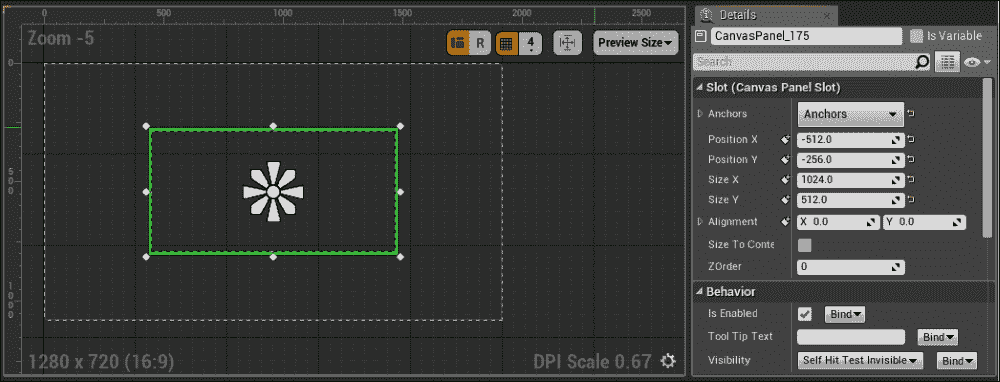 0 500 1000 1500 2000 2500
Zoom -5
R
4
Preview Size
0
500
1000
1280 x 720 (16:9)
DPI Scale 0.67
Details
CanvasPanel_175
Is Variable
Search
Slot (Canvas Panel Slot)
Anchors Anchors
Position X -512.0
Position Y -256.0
Size X 1024.0
Size Y 512.0
Alignment X 0.0 Y 0.0
Size To Conte
ZOrder 0
Behavior
Is Enabled Bind
Tool Tip Text Bind
Visibility Self Hit Test Invisible Bind